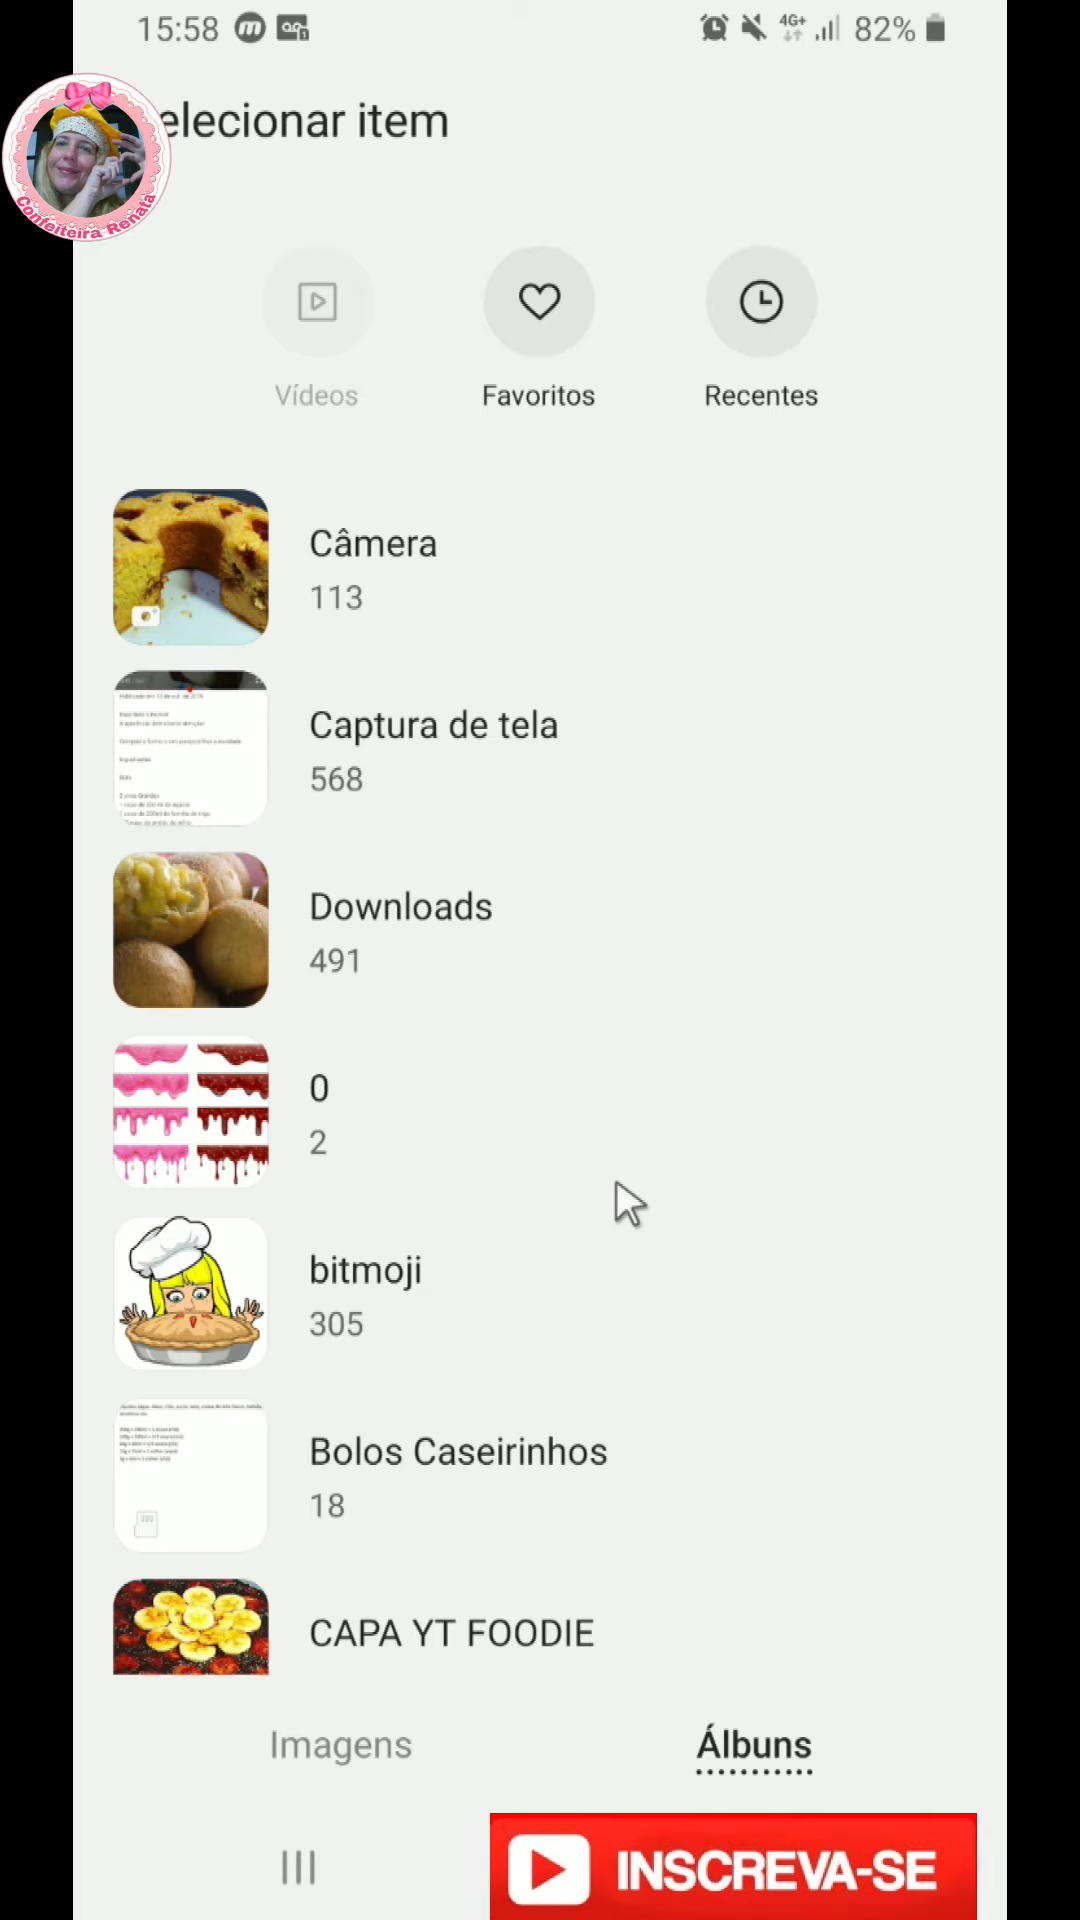 15:58
4G+
82%
elecionar item
Confeiteira Renata
Vídeos
Favoritos
Recentes
Câmera
113
Captura de tela
568
Downloads
491
0
2
bitmoji
305
Bolos Caseirinhos
18
CAPA YT FOODIE
Imagens
Álbuns
INSCREVA-SE